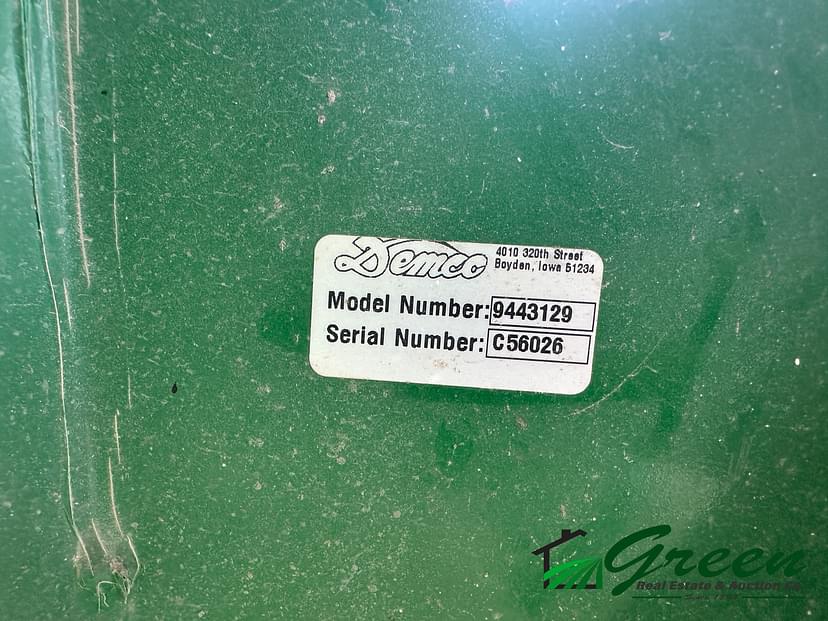 Demco
4010 320th Street
Boyden, Iowa 51234
Model Number: 9443129
Serial Number: C56026
Green
Real Estate & Auction Co